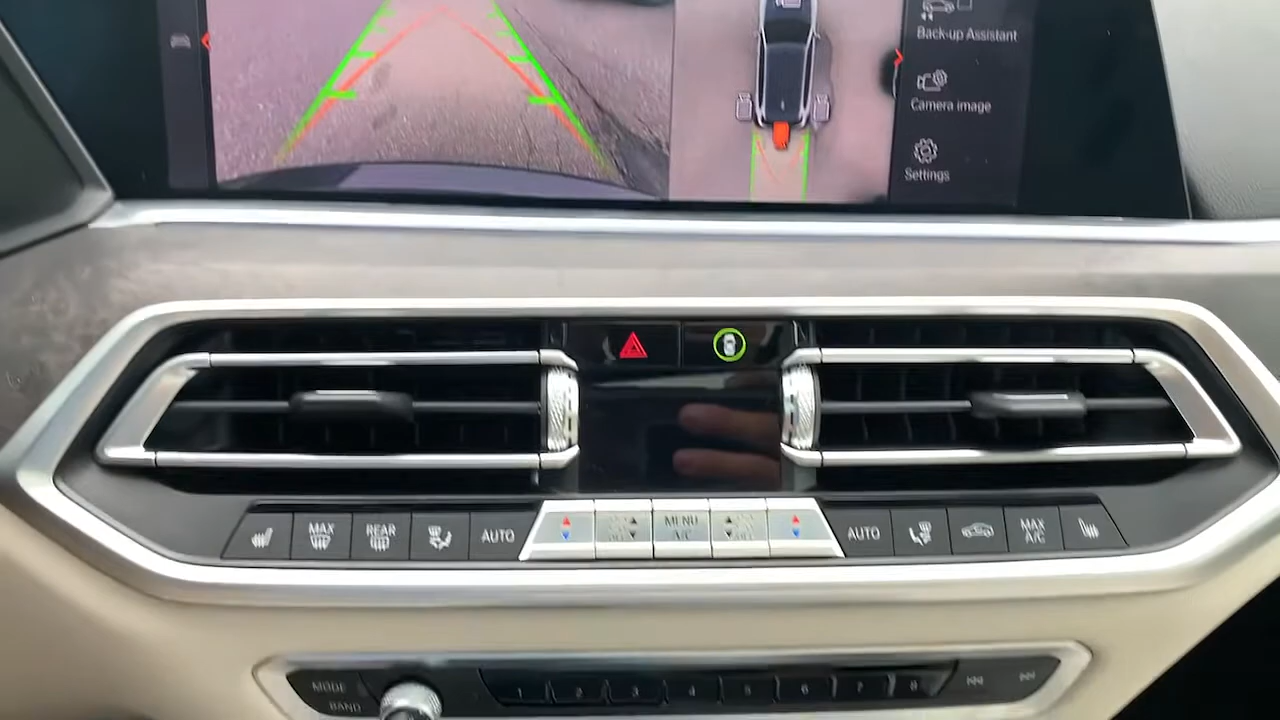 Back-up Assistant
Camera image
Settings
MAX
REAR
AUTO
MENU
A/C
AUTO
MAX
A/C
MODE
BAND
1 2 3 4 5 6 7 8